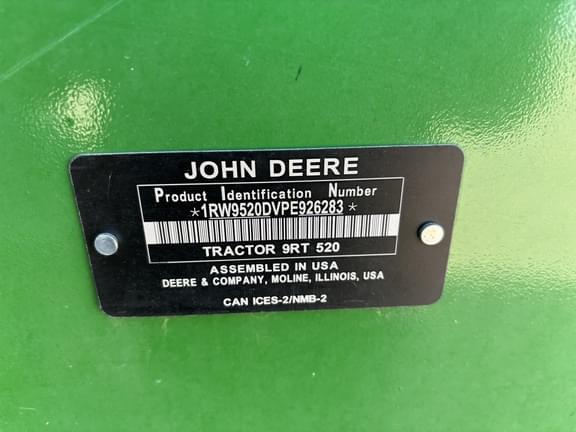 JOHN DEERE
Product Identification Number
*1RW9520DVPE926283*
TRACTOR 9RT 520
ASSEMBLED IN USA
DEERE & COMPANY, MOLINE, ILLINOIS, USA
CAN ICES-2/NMB-2